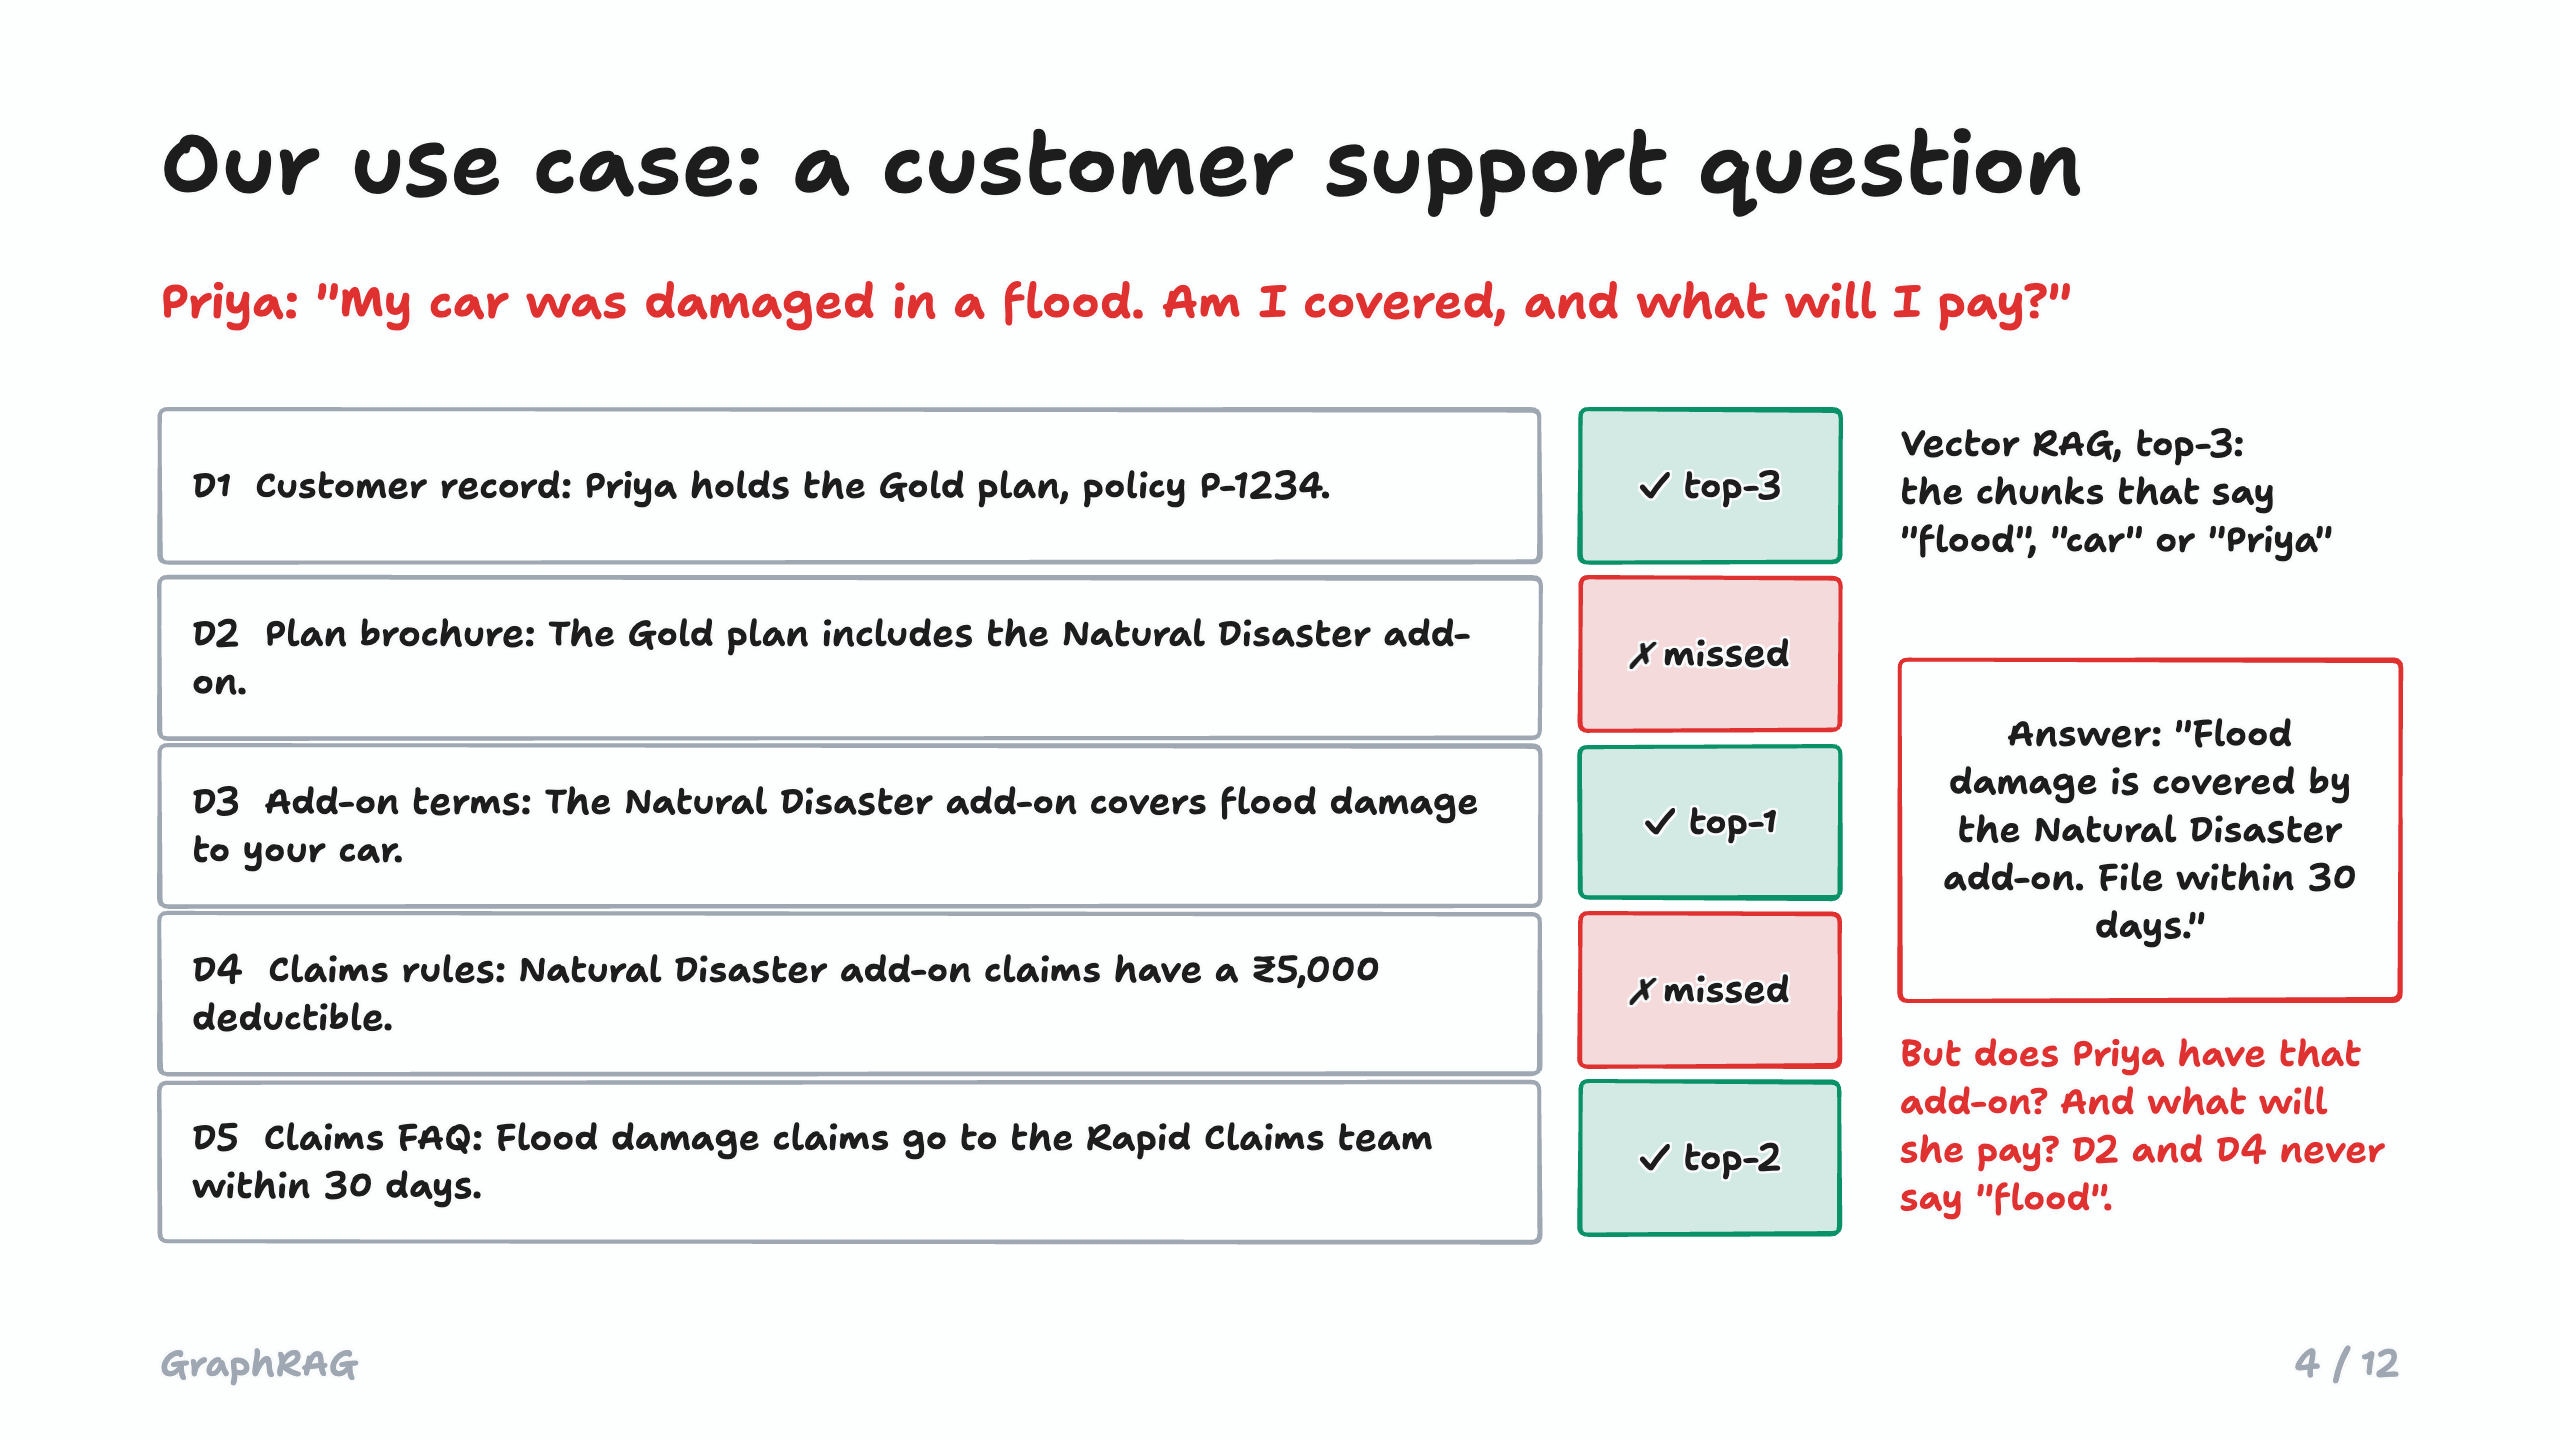 Our use case: a customer support question
Priya: "My car was damaged in a flood. Am I covered, and what will I pay?"
D1 Customer record: Priya holds the Gold plan, policy P-1234.
✓ top-3
D2 Plan brochure: The Gold plan includes the Natural Disaster add-
on.
✗ missed
D3 Add-on terms: The Natural Disaster add-on covers flood damage
to your car.
✓ top-1
D4 Claims rules: Natural Disaster add-on claims have a ₹5,000
deductible.
✗ missed
D5 Claims FAQ: Flood damage claims go to the Rapid Claims team
within 30 days.
✓ top-2
Vector RAG, top-3:
the chunks that say
"flood", "car" or "Priya"
Answer: "Flood
damage is covered by
the Natural Disaster
add-on. File within 30
days."
But does Priya have that
add-on? And what will
she pay? D2 and D4 never
say "flood".
GraphRAG
4 / 12